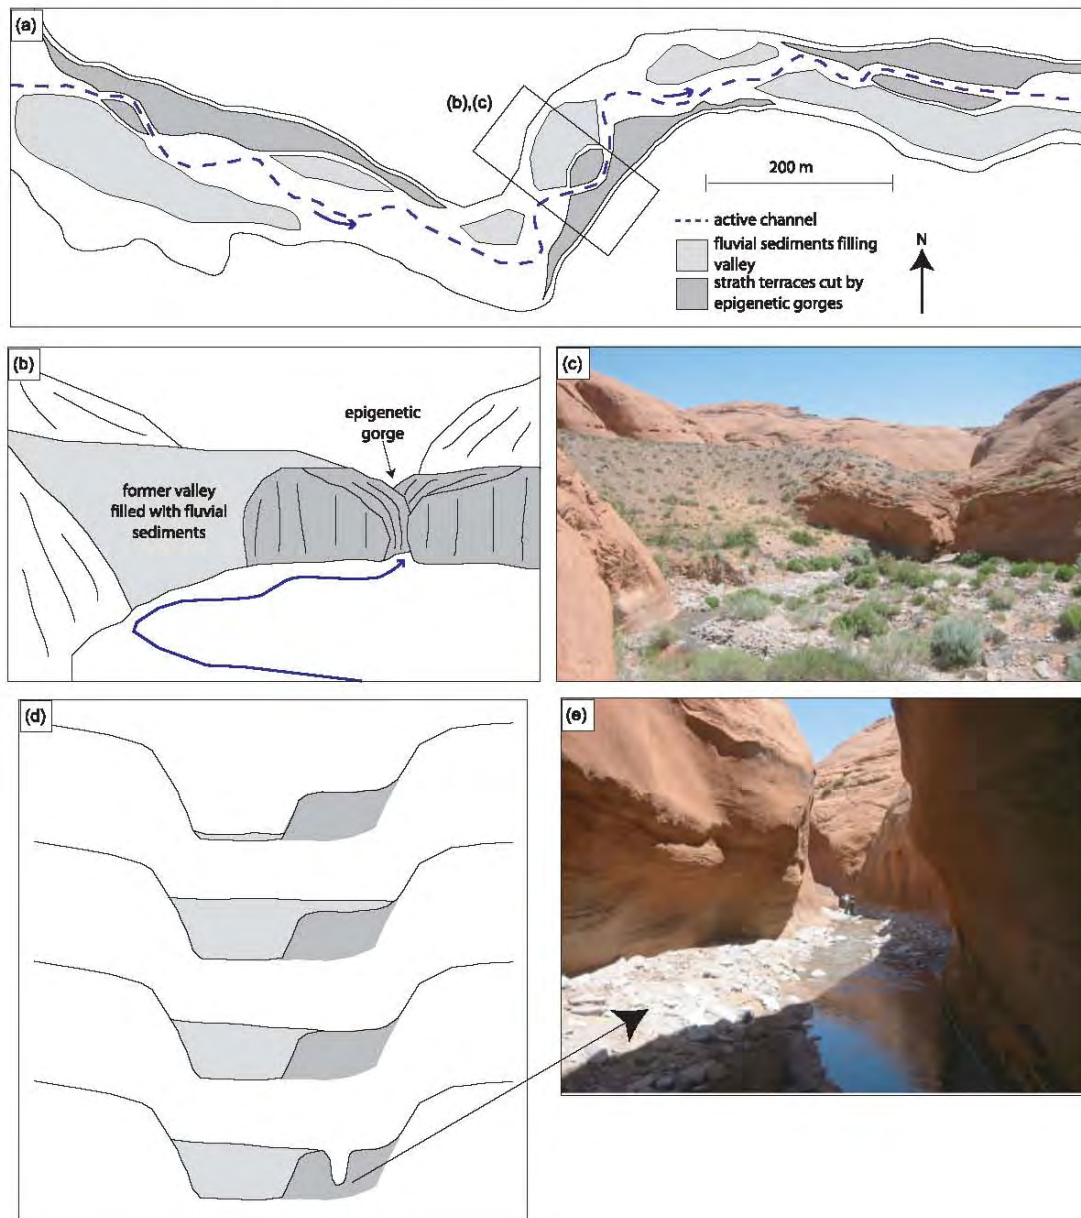 (a)
(b),(c)
200 m
active channel
fluvial sediments filling
valley
strath terraces cut by
epigenetic gorges
N
(b)
epigenetic
gorge
former valley
filled with fluvial
sediments
(c)
(d)
(e)